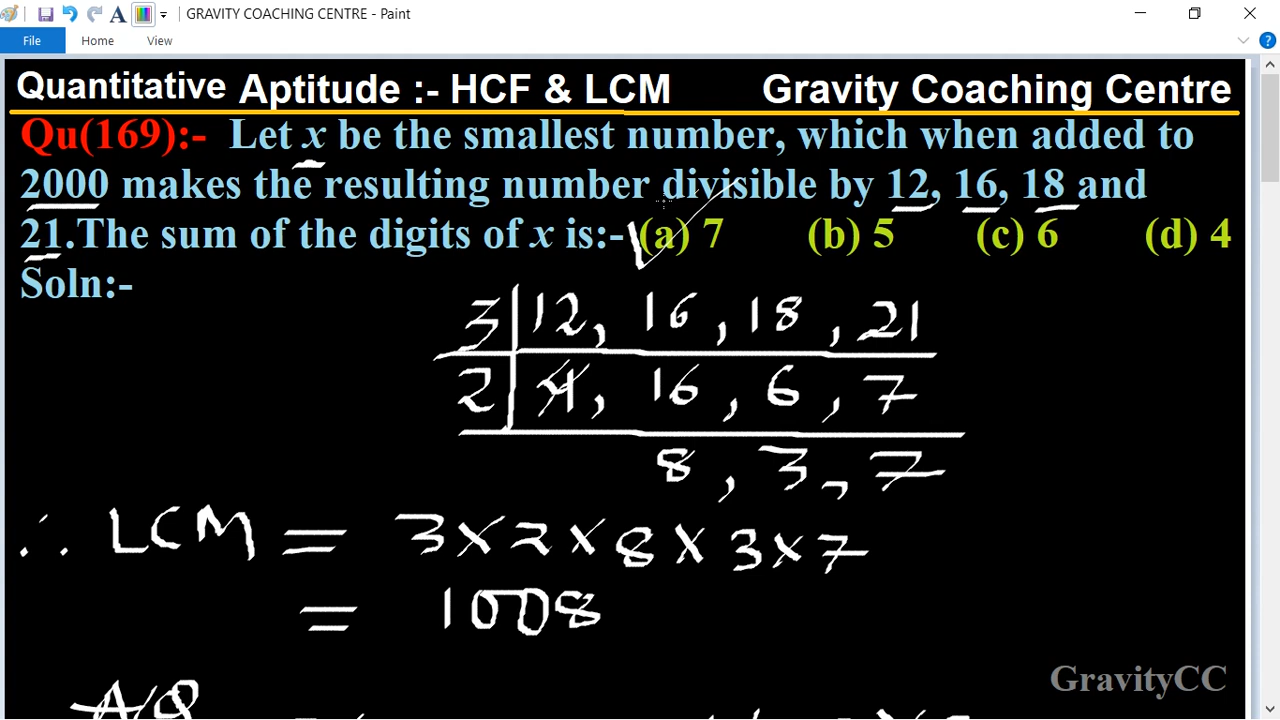 GRAVITY COACHING CENTRE - Paint
File Home View
Quantitative Aptitude :- HCF & LCM Gravity Coaching Centre
Qu(169):- Let x be the smallest number, which when added to
2000 makes the resulting number divisible by 12, 16, 18 and
21.The sum of the digits of x is:- (a) 7 (b) 5 (c) 6 (d) 4
Soln:-
3 12, 16, 18, 21
2 4, 16, 6, 7
8, 3, 7
∴ LCM = 3×2×8×3×7
= 1008
GravityCC